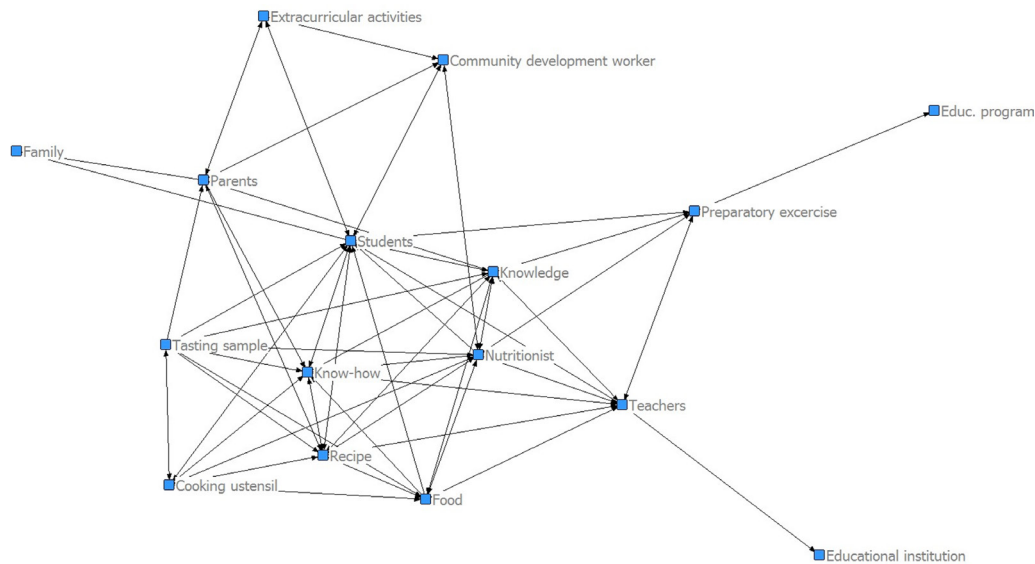 Extracurricular activities
Community development worker
Educ. program
Family
Parents
Preparatory excercise
Students
Knowledge
Tasting sample
Nutritionist
Know-how
Teachers
Recipe
Cooking ustensil
Food
Educational institution